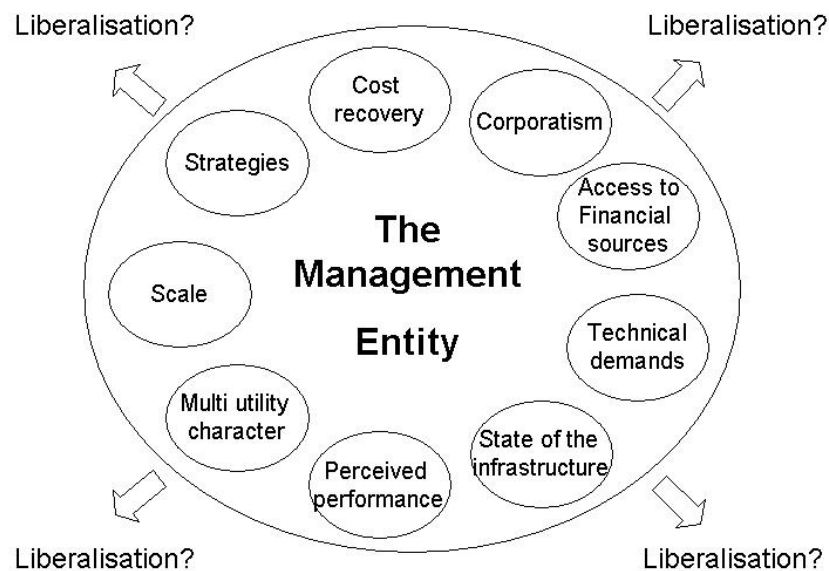 Liberalisation?
Liberalisation?
Cost
recovery
Corporatism
Strategies
Access to
Financial
sources
The
Management
Entity
Scale
Technical
demands
Multi utility
character
State of the
infrastructure
Perceived
performance
Liberalisation?
Liberalisation?